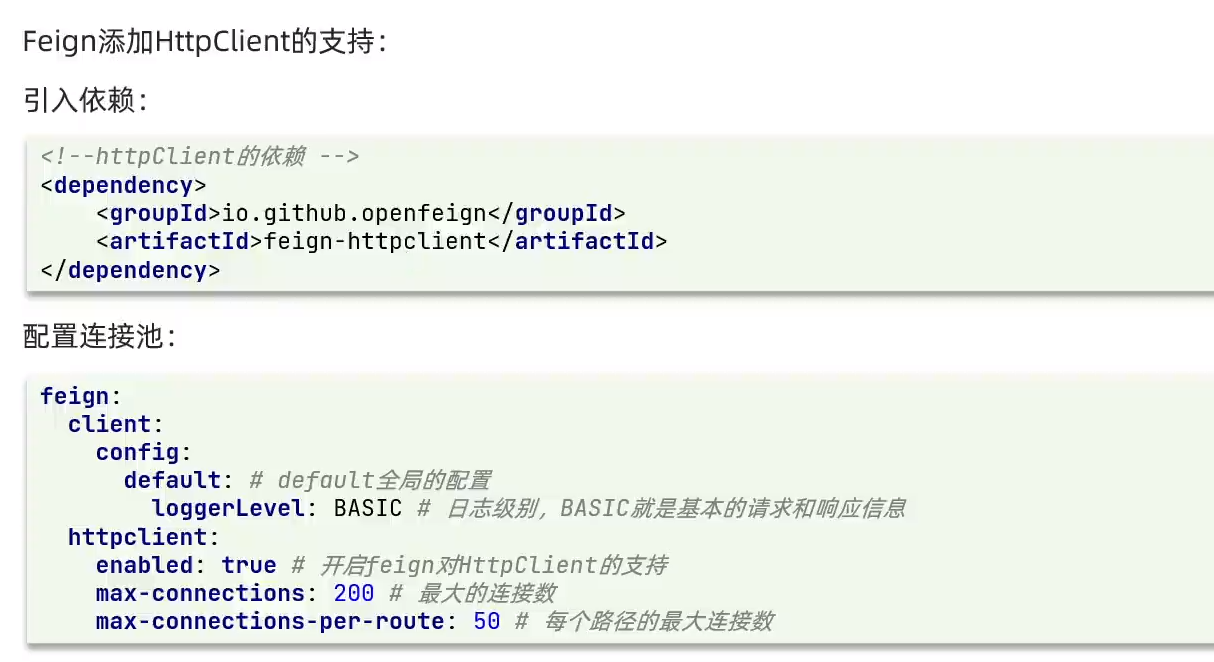 Feign添加HttpClient的支持：
引入依赖：
<!--httpClient的依赖 -->
<dependency>
    <groupId>io.github.openfeign</groupId>
    <artifactId>feign-httpclient</artifactId>
</dependency>
配置连接池：
feign:
  client:
    config:
      default: # default全局的配置
        loggerLevel: BASIC # 日志级别，BASIC就是基本的请求和响应信息
  httpclient:
    enabled: true # 开启feign对HttpClient的支持
    max-connections: 200 # 最大的连接数
    max-connections-per-route: 50 # 每个路径的最大连接数